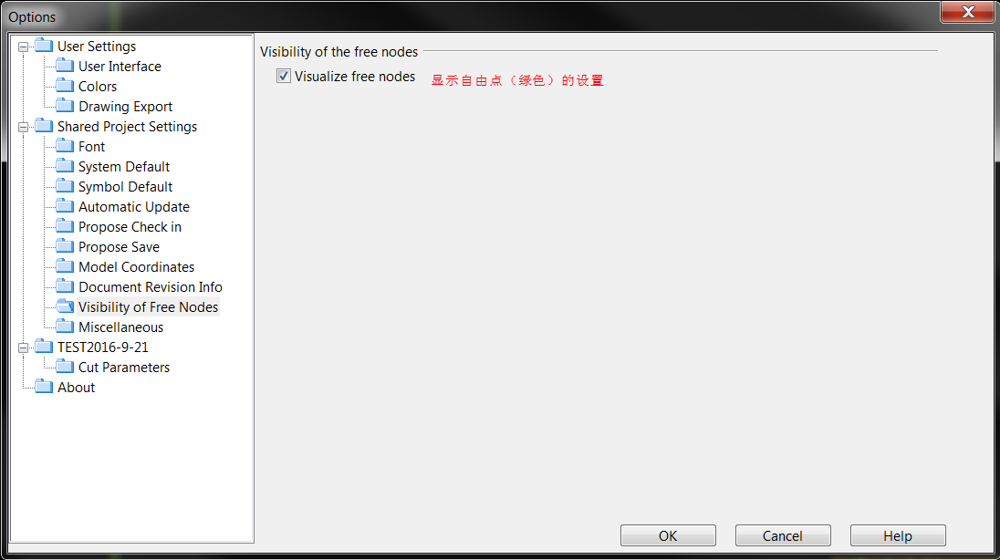 Options
User Settings
User Interface
Colors
Drawing Export
Shared Project Settings
Font
System Default
Symbol Default
Automatic Update
Propose Check in
Propose Save
Model Coordinates
Document Revision Info
Visibility of Free Nodes
Miscellaneous
TEST2016-9-21
Cut Parameters
About
Visibility of the free nodes
Visualize free nodes 显示自由点（绿色）的设置
OK Cancel Help